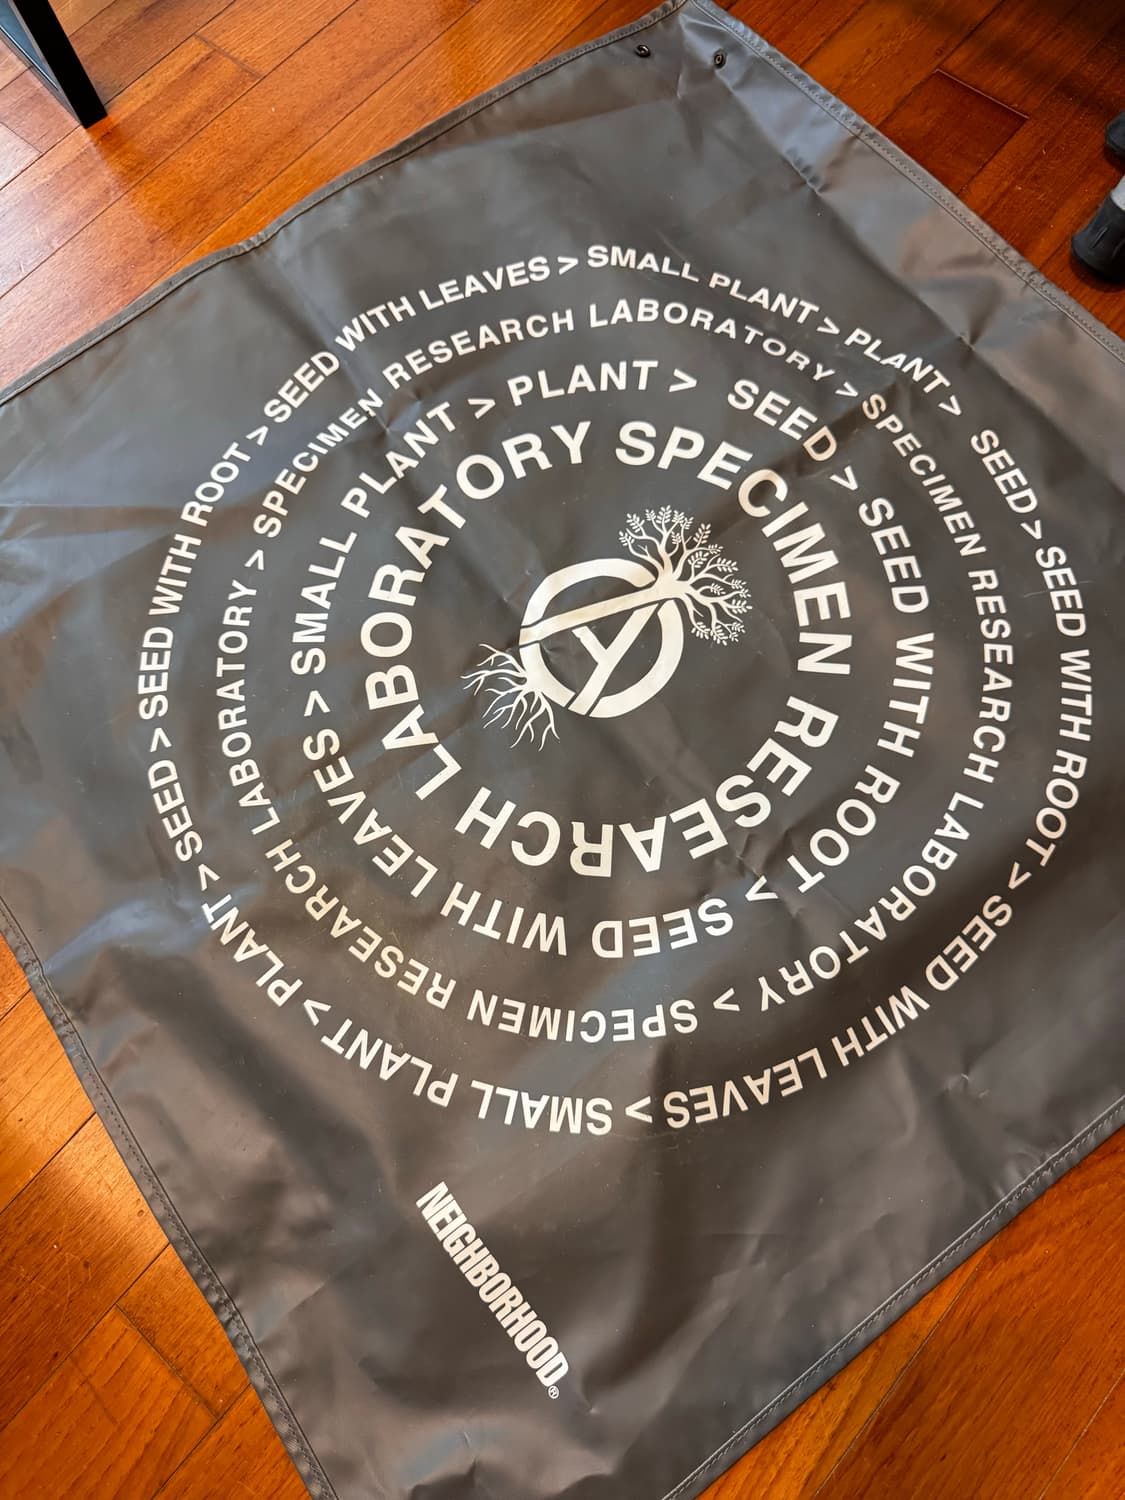 SEED > SEED WITH ROOT > SEED WITH LEAVES > SMALL PLANT > PLANT > SEED > SEED WITH ROOT > SEED WITH LEAVES > SMALL PLANT > PLANT >
SPECIMEN RESEARCH LABORATORY > SPECIMEN RESEARCH LABORATORY > SPECIMEN RESEARCH LABORATORY >
SEED > SEED WITH ROOT > SEED WITH LEAVES > SMALL PLANT > PLANT >
SPECIMEN RESEARCH LABORATORY
NEIGHBORHOOD®